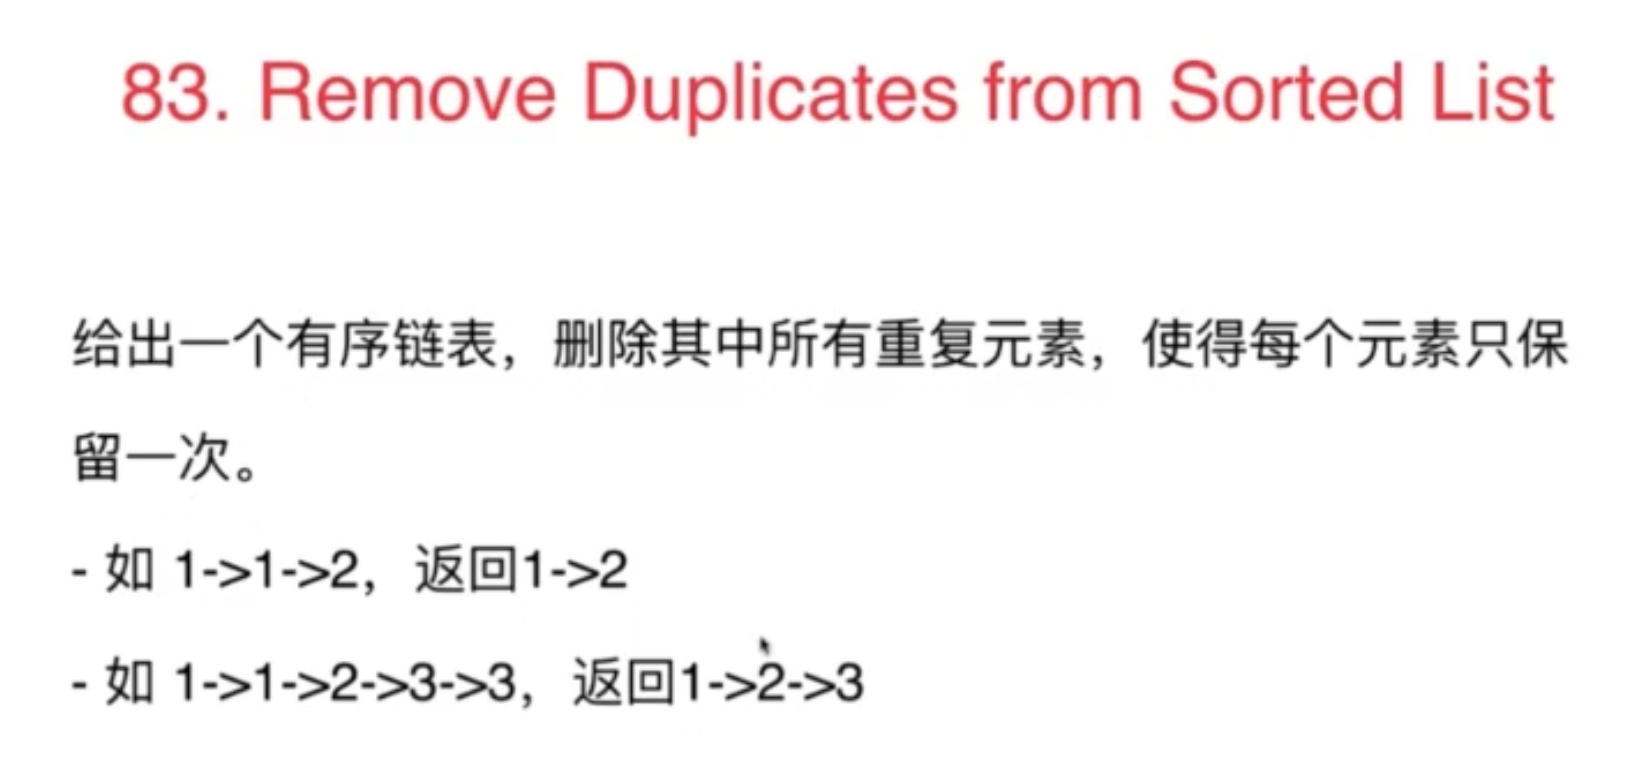 83. Remove Duplicates from Sorted List
给出一个有序链表，删除其中所有重复元素，使得每个元素只保
留一次。
- 如 1->1->2，返回1->2
- 如 1->1->2->3->3，返回1->2->3